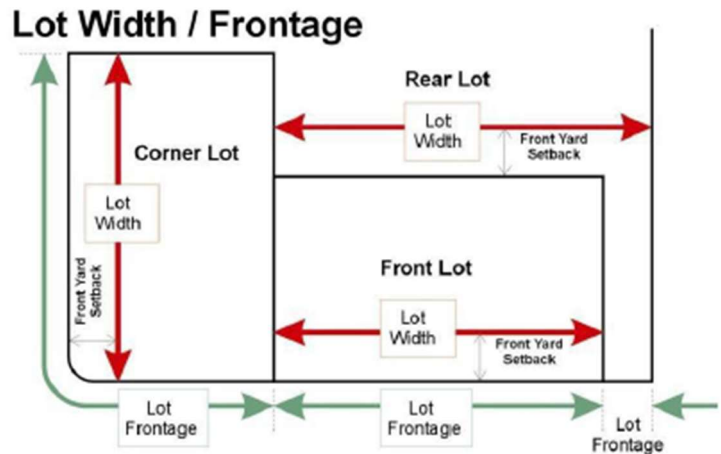 Lot Width / Frontage
Rear Lot
Lot
Width
Front Yard
Setback
Corner Lot
Lot
Width
Front Yard
Setback
Front Lot
Lot
Width
Front Yard
Setback
Lot
Frontage
Lot
Frontage
Lot
Frontage